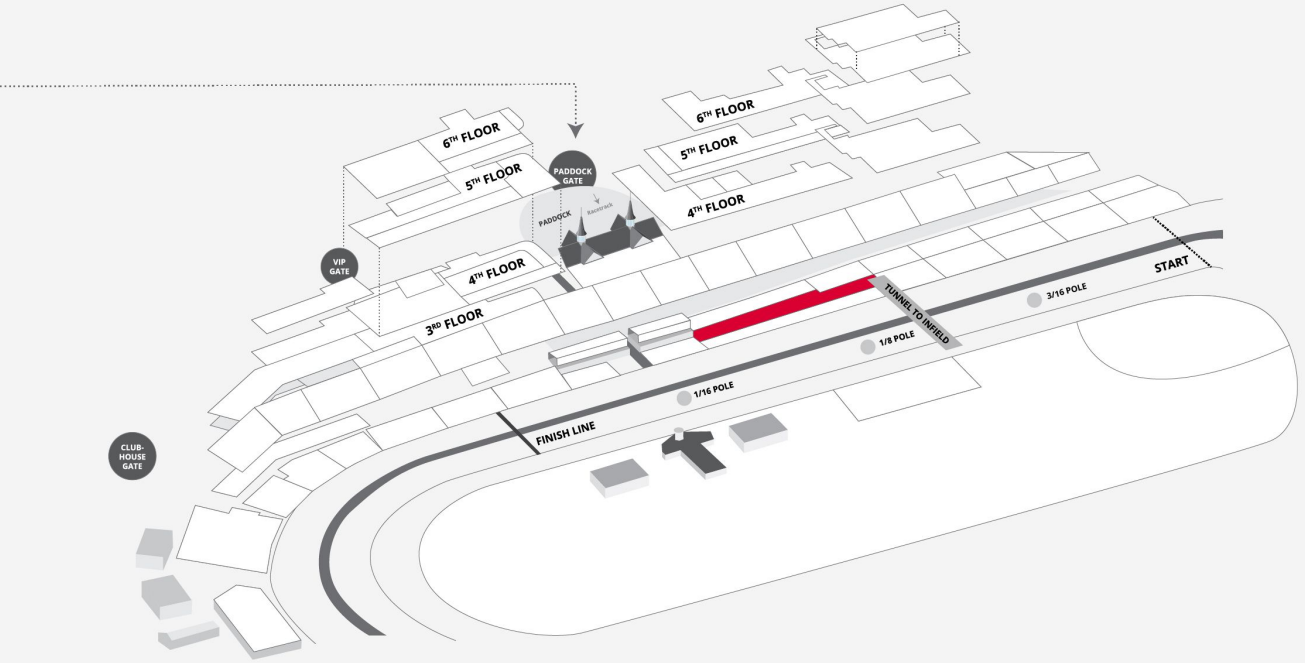 6TH FLOOR
5TH FLOOR
4TH FLOOR
3RD FLOOR
6TH FLOOR
5TH FLOOR
4TH FLOOR
PADDOCK
GATE
PADDOCK
Racetrack
VIP
GATE
CLUB-
HOUSE
GATE
START
TUNNEL TO INFIELD
3/16 POLE
1/8 POLE
1/16 POLE
FINISH LINE